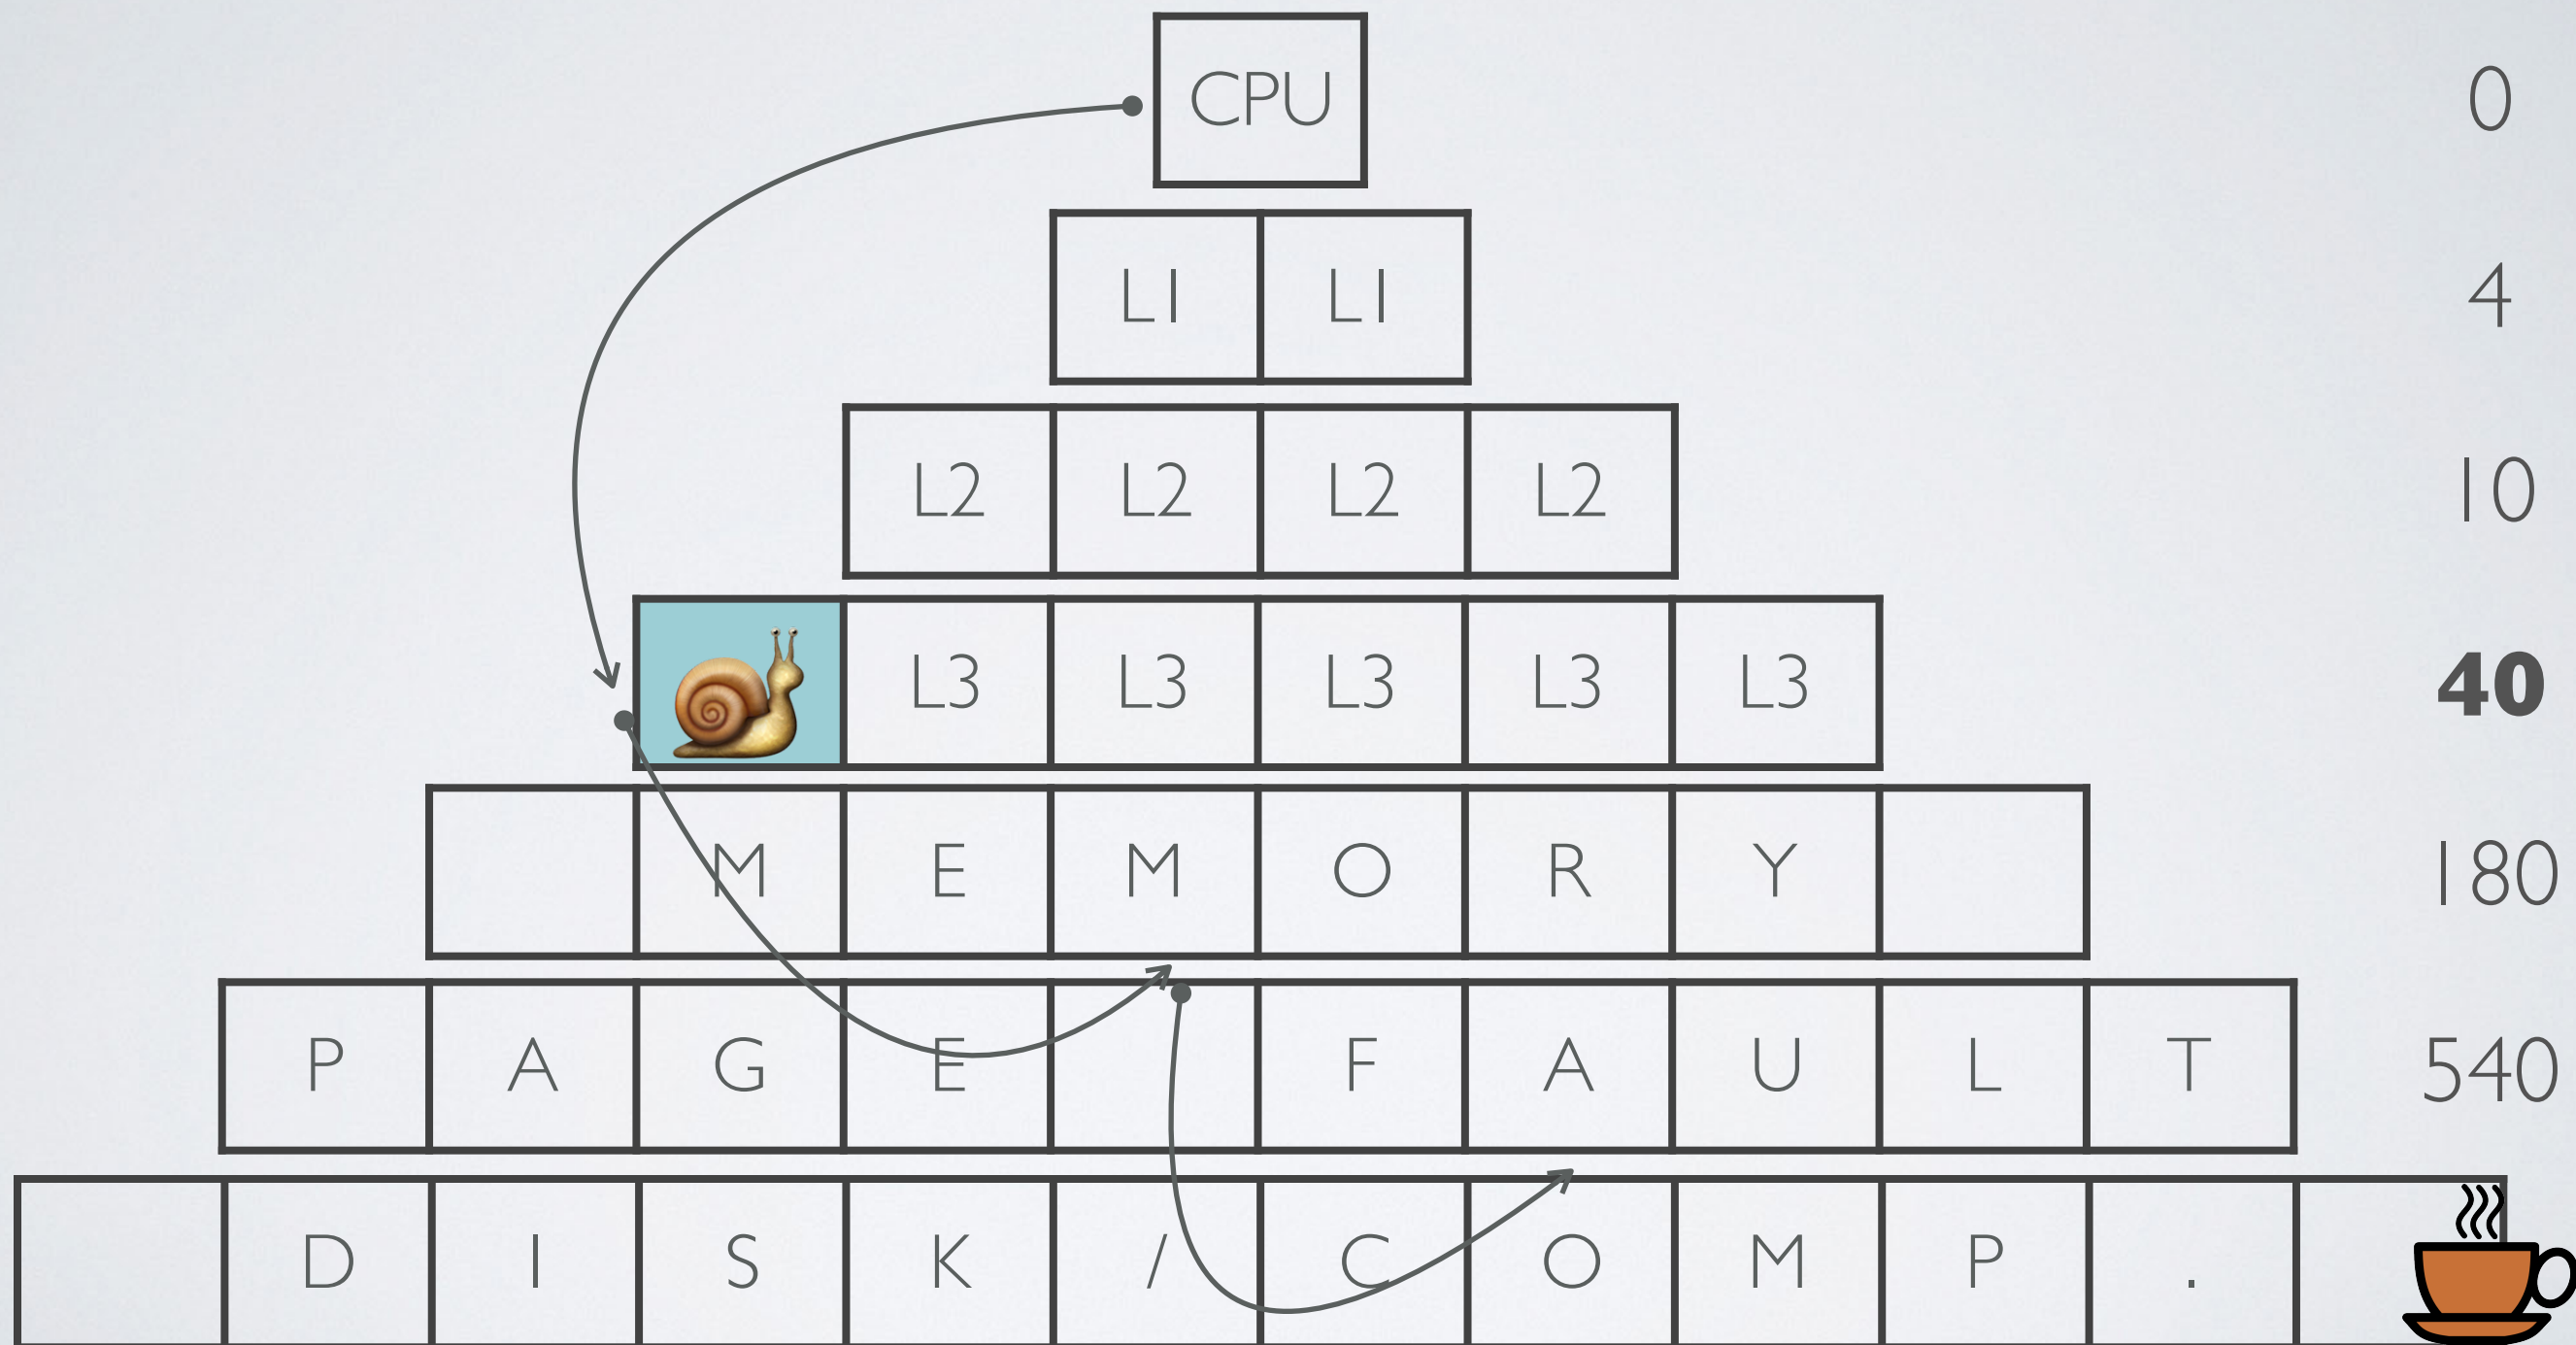 CPU 0
L1 L1 4
L2 L2 L2 L2 10
L3 L3 L3 L3 L3 40
M E M O R Y 180
P A G E F A U L T 540
D I S K / C O M P .